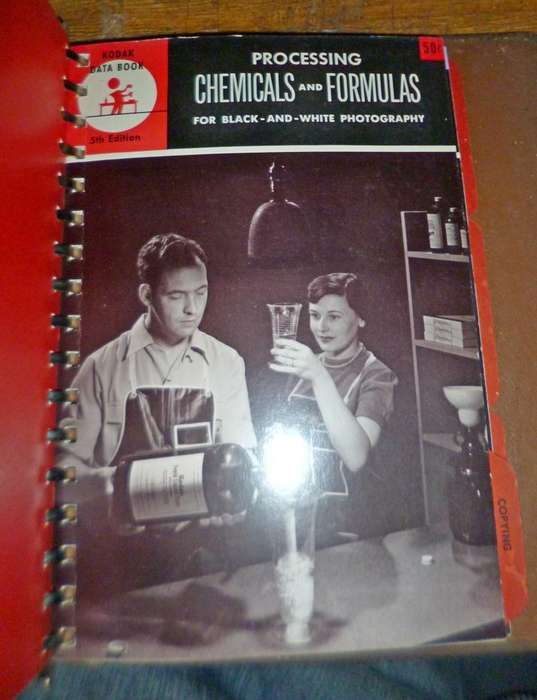 KODAK
DATA BOOK
5th Edition
PROCESSING
CHEMICALS AND FORMULAS
FOR BLACK-AND-WHITE PHOTOGRAPHY
50¢
COPYING